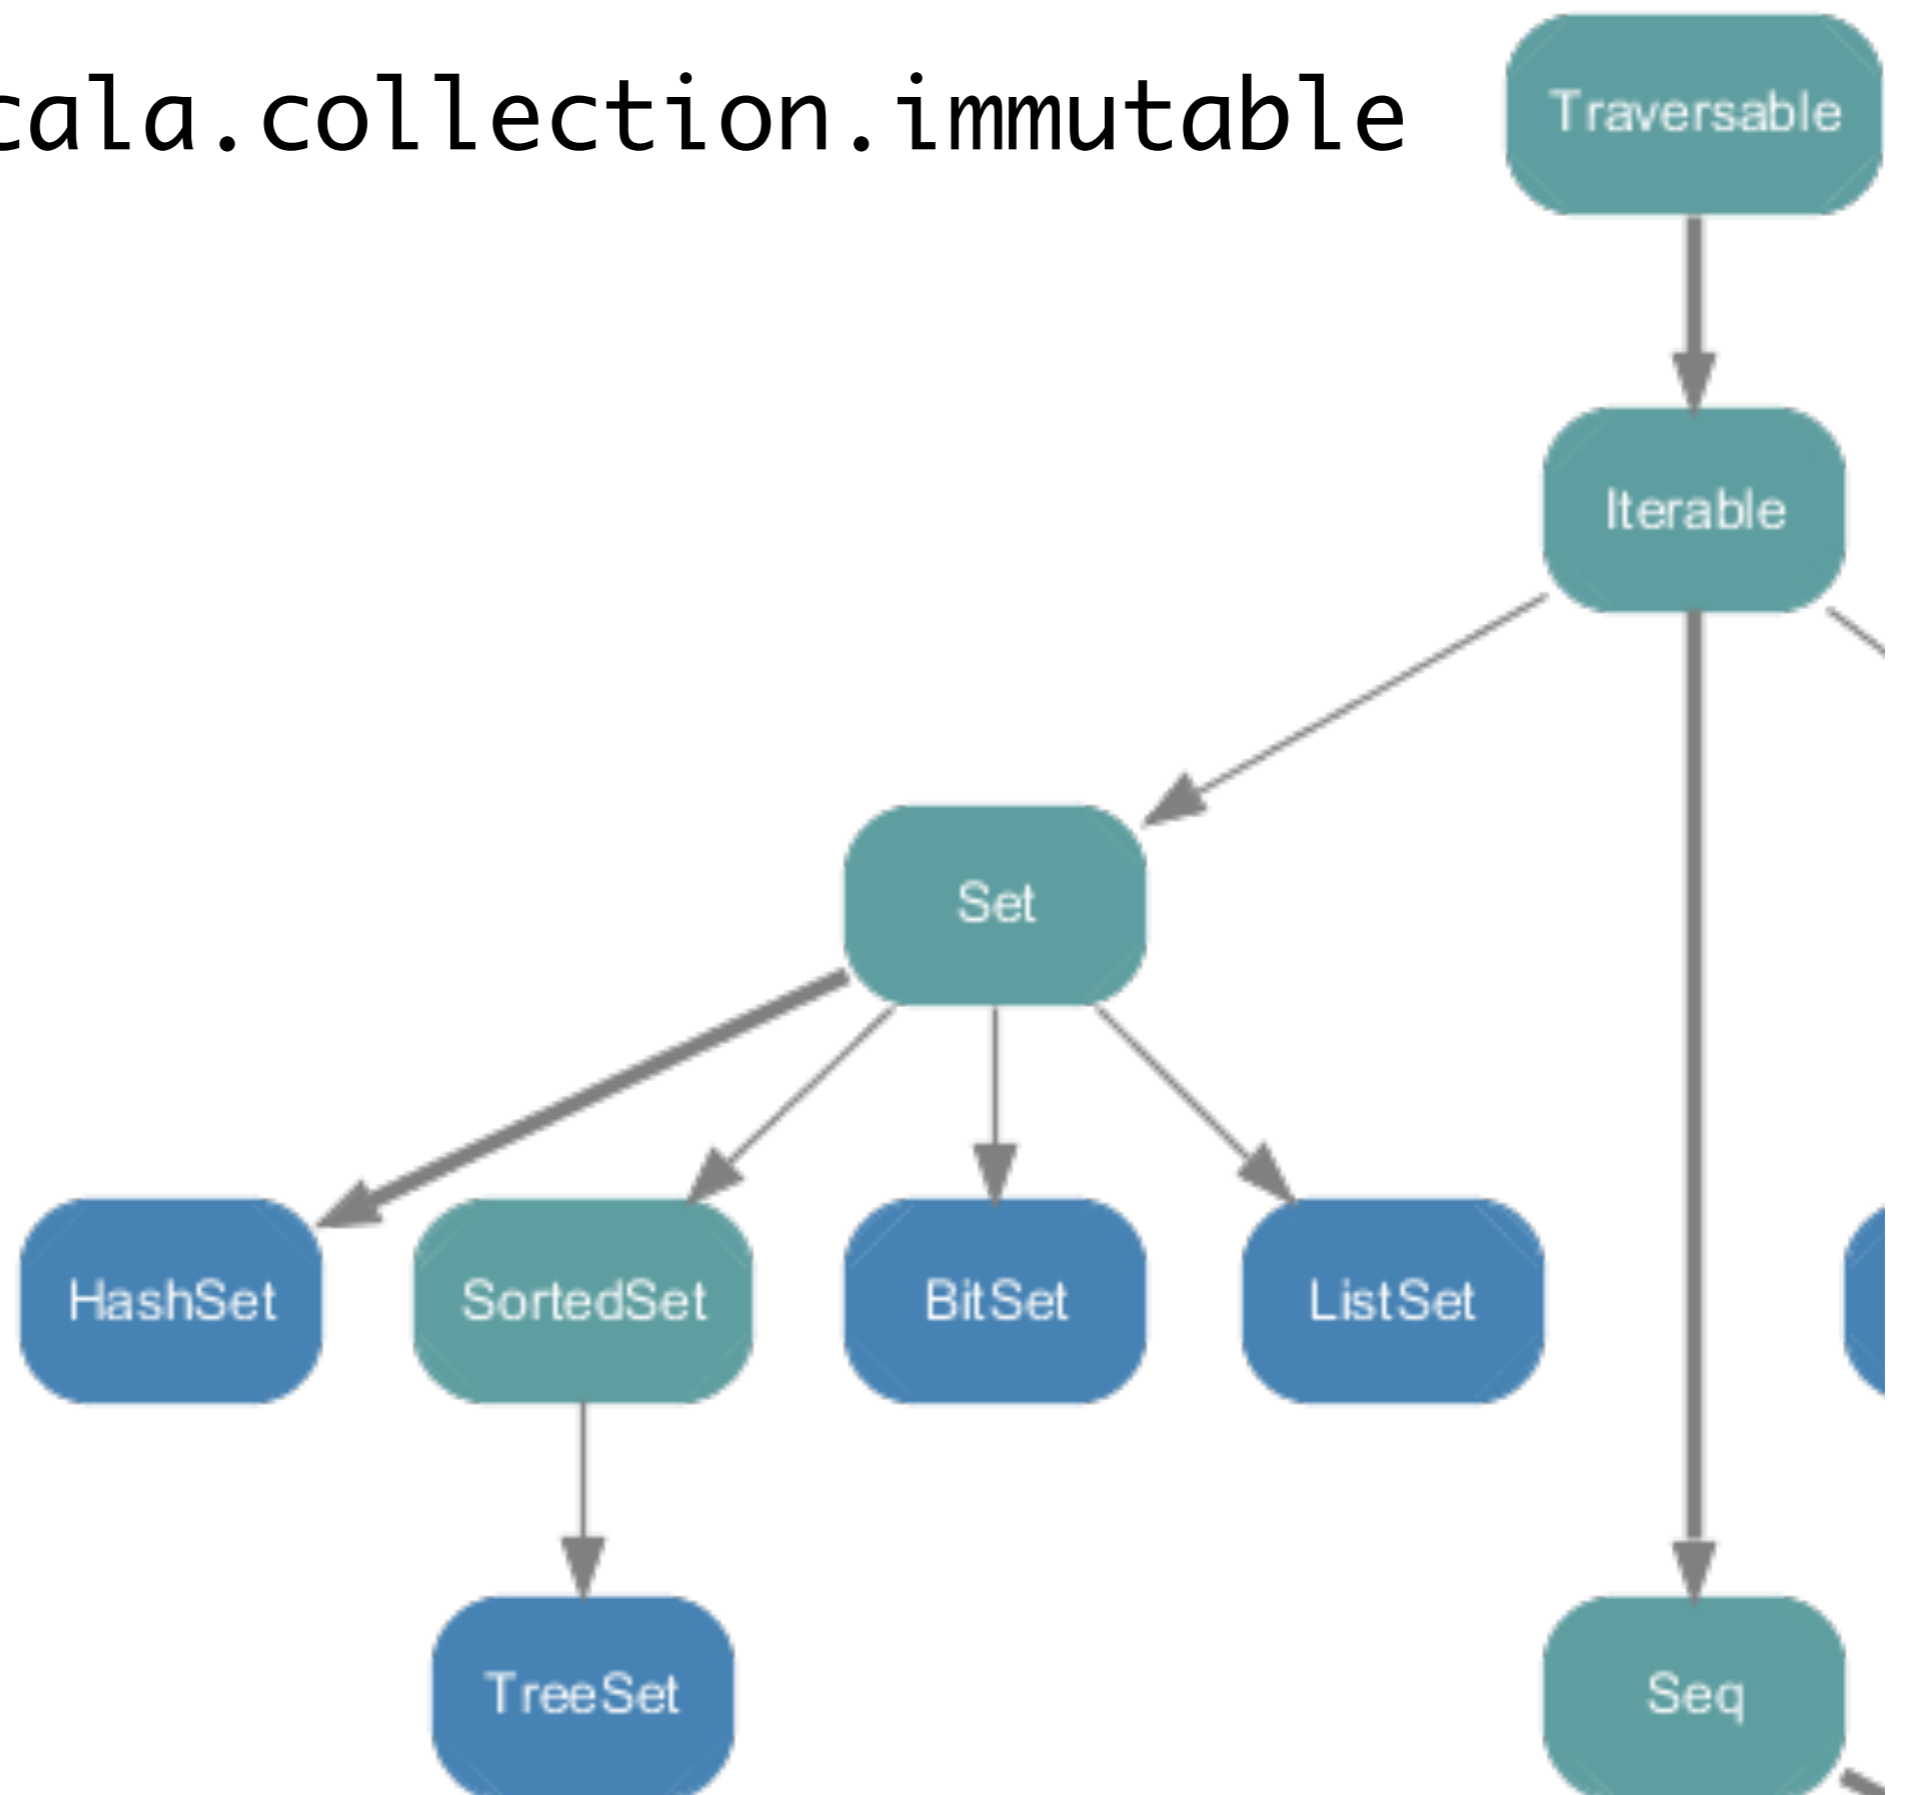 cala.collection.immutable
Traversable
Iterable
Set
HashSet
SortedSet
BitSet
ListSet
TreeSet
Seq